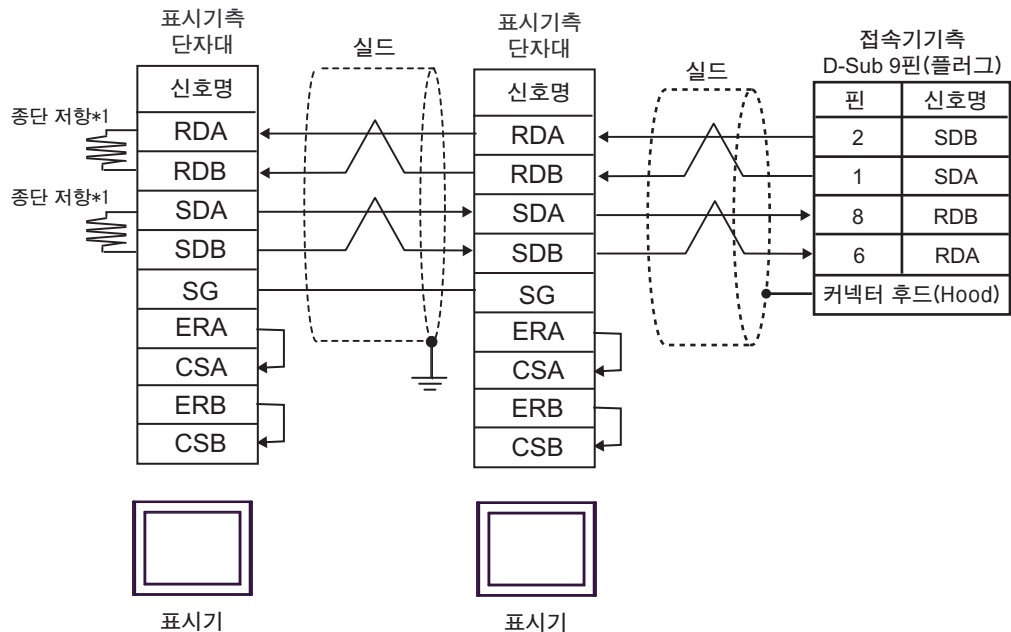 표시기측
단자대
신호명
RDA
RDB
SDA
SDB
SG
ERA
CSA
ERB
CSB
종단 저항*1
종단 저항*1
실드
표시기
표시기측
단자대
신호명
RDA
RDB
SDA
SDB
SG
ERA
CSA
ERB
CSB
실드
표시기
접속기기측
D-Sub 9핀(플러그)
핀 신호명
2 SDB
1 SDA
8 RDB
6 RDA
커넥터 후드(Hood)